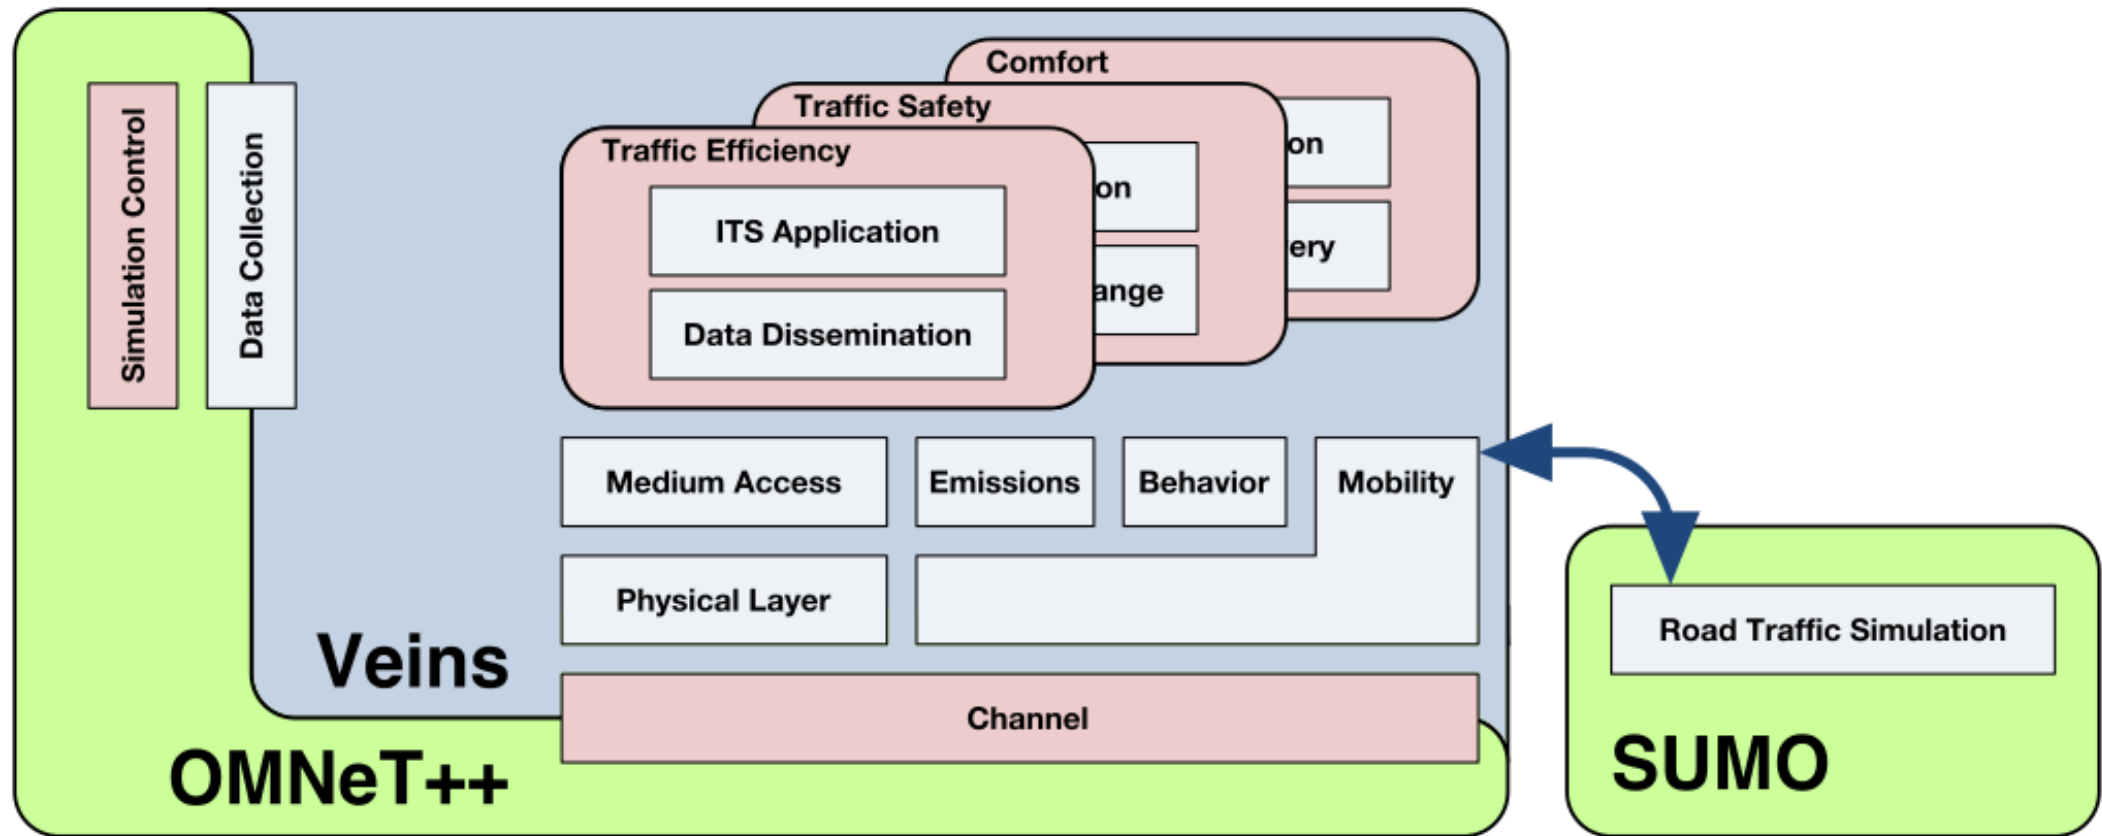 Comfort
on
ery
Traffic Safety
on
ange
Traffic Efficiency
ITS Application
Data Dissemination
Simulation Control
Data Collection
Medium Access
Emissions
Behavior
Mobility
Physical Layer
Road Traffic Simulation
Veins
Channel
OMNeT++
SUMO